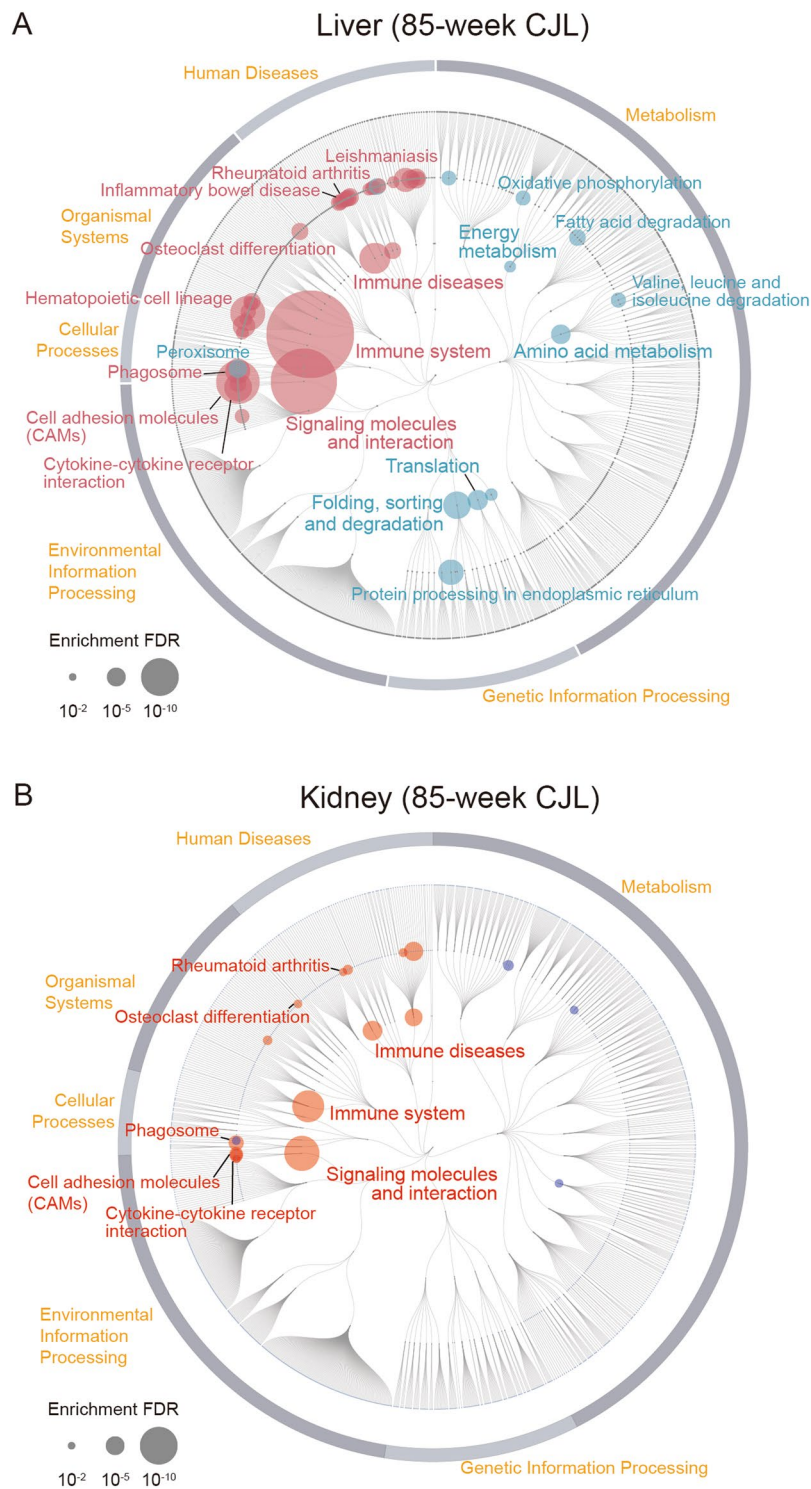 A
Liver (85-week CJL)
Human Diseases
Metabolism
Leishmaniasis
Rheumatoid arthritis
Inflammatory bowel disease
Oxidative phosphorylation
Organismal
Systems
Energy
metabolism
Fatty acid degradation
Osteoclast differentiation
Immune diseases
Valine, leucine and
isoleucine degradation
Hematopoietic cell lineage
Cellular
Processes
Peroxisome
Immune system
Amino acid metabolism
Phagosome
Cell adhesion molecules
(CAMs)
Signaling molecules
and interaction
Cytokine-cytokine receptor
interaction
Translation
Folding, sorting
and degradation
Environmental
Information
Processing
Protein processing in endoplasmic reticulum
Enrichment FDR
10⁻² 10⁻⁵ 10⁻¹⁰
Genetic Information Processing
B
Kidney (85-week CJL)
Human Diseases
Metabolism
Rheumatoid arthritis
Organismal
Systems
Osteoclast differentiation
Immune diseases
Cellular
Processes
Immune system
Phagosome
Cell adhesion molecules
(CAMs)
Signaling molecules
and interaction
Cytokine-cytokine receptor
interaction
Environmental
Information
Processing
Enrichment FDR
10⁻² 10⁻⁵ 10⁻¹⁰
Genetic Information Processing